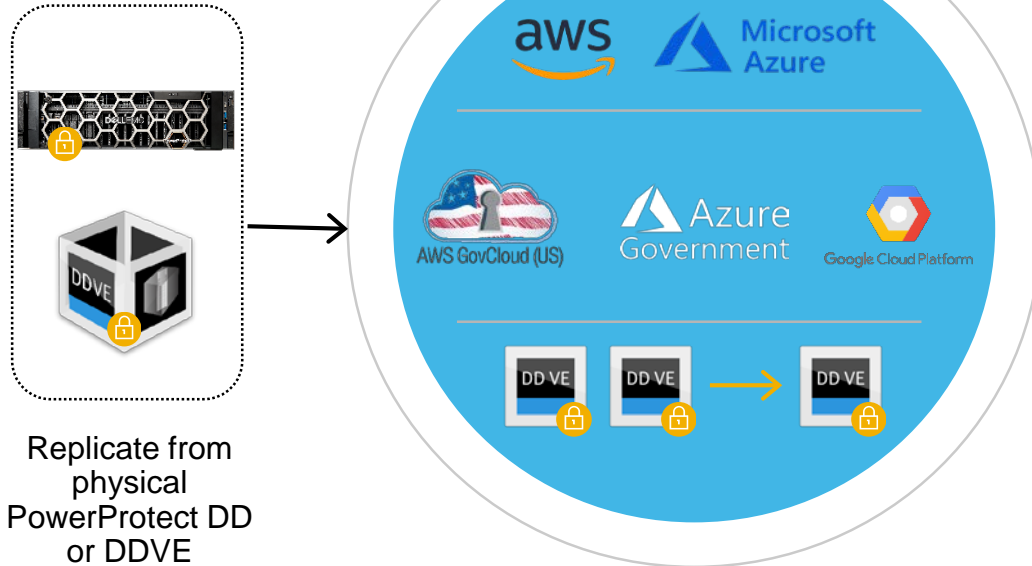 aws
Microsoft
Azure
DELLEMC
AWS GovCloud (US)
Azure
Government
Google Cloud Platform
DDVE
DD VE
DD VE
DD VE
Replicate from
physical
PowerProtect DD
or DDVE